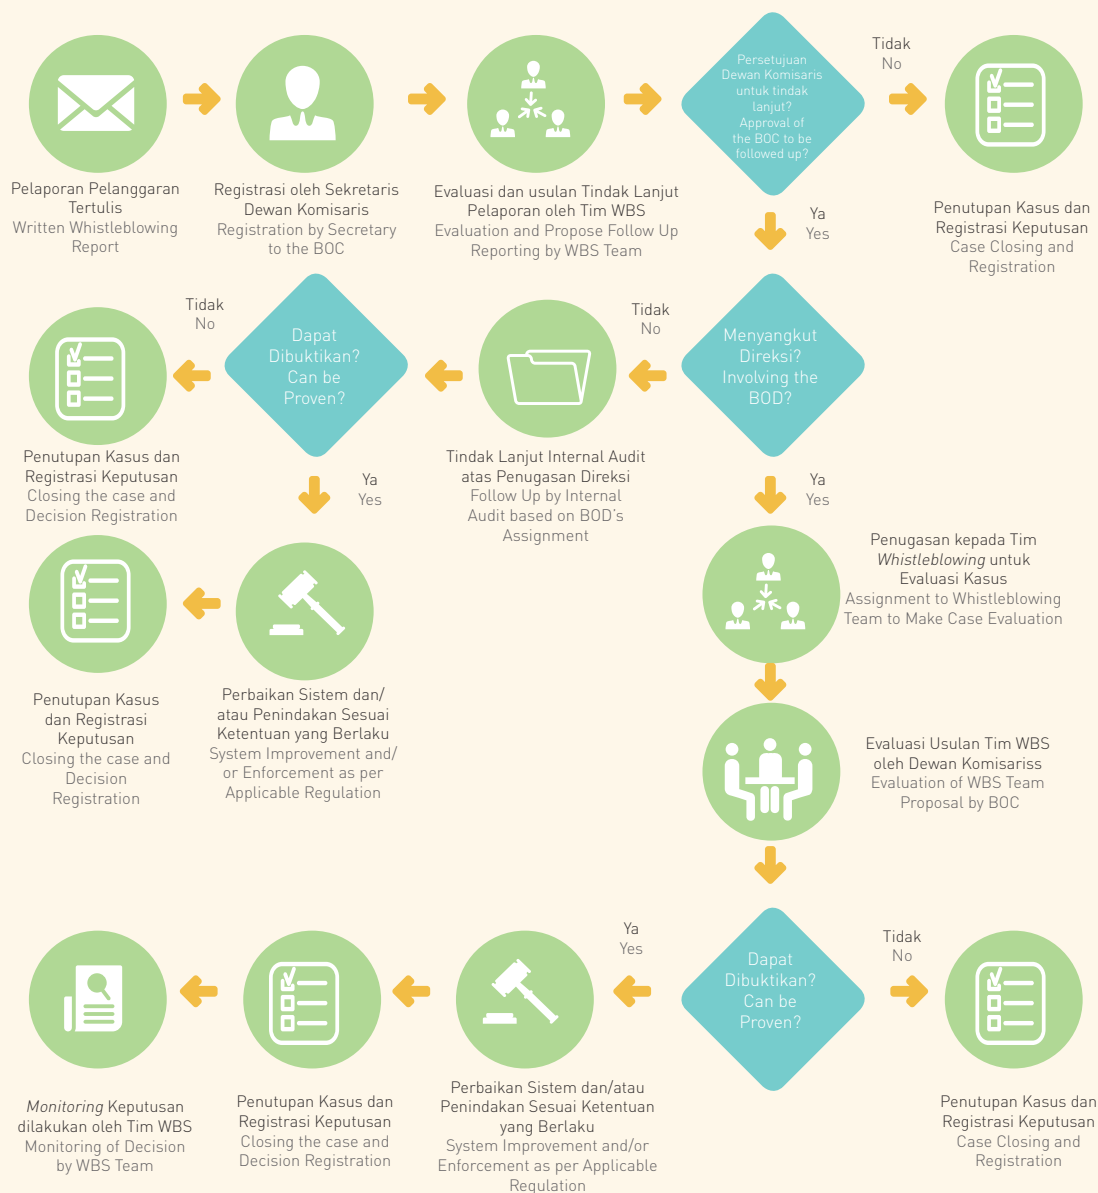 Pelaporan Pelanggaran
Tertulis
Written Whistleblowing
Report
Registrasi oleh Sekretaris
Dewan Komisaris
Registration by Secretary
to the BOC
Evaluasi dan usulan Tindak Lanjut
Pelaporan oleh Tim WBS
Evaluation and Propose Follow Up
Reporting by WBS Team
Persetujuan
Dewan Komisaris
untuk tindak
lanjut?
Approval of
the BOC to be
followed up?
Tidak
No
Penutupan Kasus dan
Registrasi Keputusan
Case Closing and
Registration
Ya
Yes
Menyangkut
Direksi?
Involving the
BOD?
Tidak
No
Tindak Lanjut Internal Audit
atas Penugasan Direksi
Follow Up by Internal
Audit based on BOD's
Assignment
Dapat
Dibuktikan?
Can be
Proven?
Tidak
No
Penutupan Kasus dan
Registrasi Keputusan
Closing the case and
Decision Registration
Ya
Yes
Perbaikan Sistem dan/
atau Penindakan Sesuai
Ketentuan yang Berlaku
System Improvement and/
or Enforcement as per
Applicable Regulation
Penutupan Kasus
dan Registrasi
Keputusan
Closing the case and
Decision
Registration
Ya
Yes
Penugasan kepada Tim
Whistleblowing untuk
Evaluasi Kasus
Assignment to Whistleblowing
Team to Make Case Evaluation
Evaluasi Usulan Tim WBS
oleh Dewan Komisariss
Evaluation of WBS Team
Proposal by BOC
Dapat
Dibuktikan?
Can be
Proven?
Tidak
No
Penutupan Kasus dan
Registrasi Keputusan
Case Closing and
Registration
Ya
Yes
Perbaikan Sistem dan/atau
Penindakan Sesuai Ketentuan
yang Berlaku
System Improvement and/or
Enforcement as per Applicable
Regulation
Penutupan Kasus dan
Registrasi Keputusan
Closing the case and
Decision Registration
Monitoring Keputusan
dilakukan oleh Tim WBS
Monitoring of Decision
by WBS Team